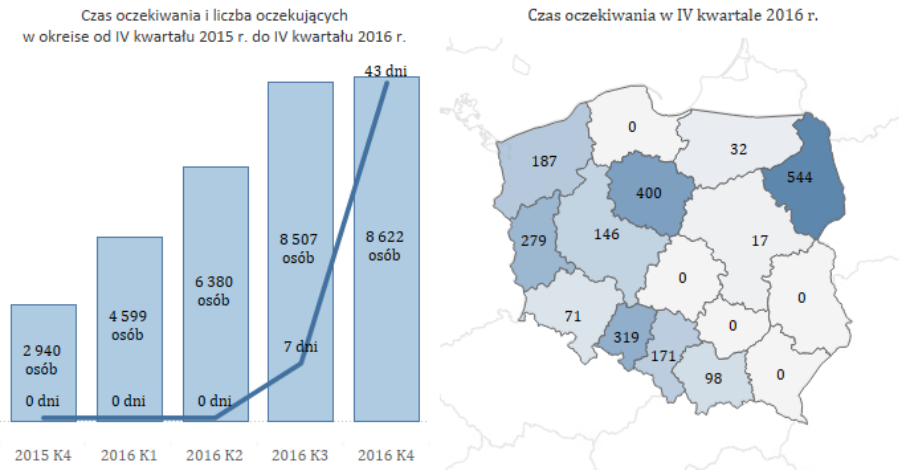 Czas oczekiwania i liczba oczekujących
w okreise od IV kwartału 2015 r. do IV kwartału 2016 r.
43 dni
8 507
osób
8 622
osób
6 380
osób
4 599
osób
7 dni
2 940
osób
0 dni
0 dni
0 dni
2015 K4
2016 K1
2016 K2
2016 K3
2016 K4
Czas oczekiwania w IV kwartale 2016 r.
0
32
187
544
400
279
146
17
0
0
71
0
319
171
98
0